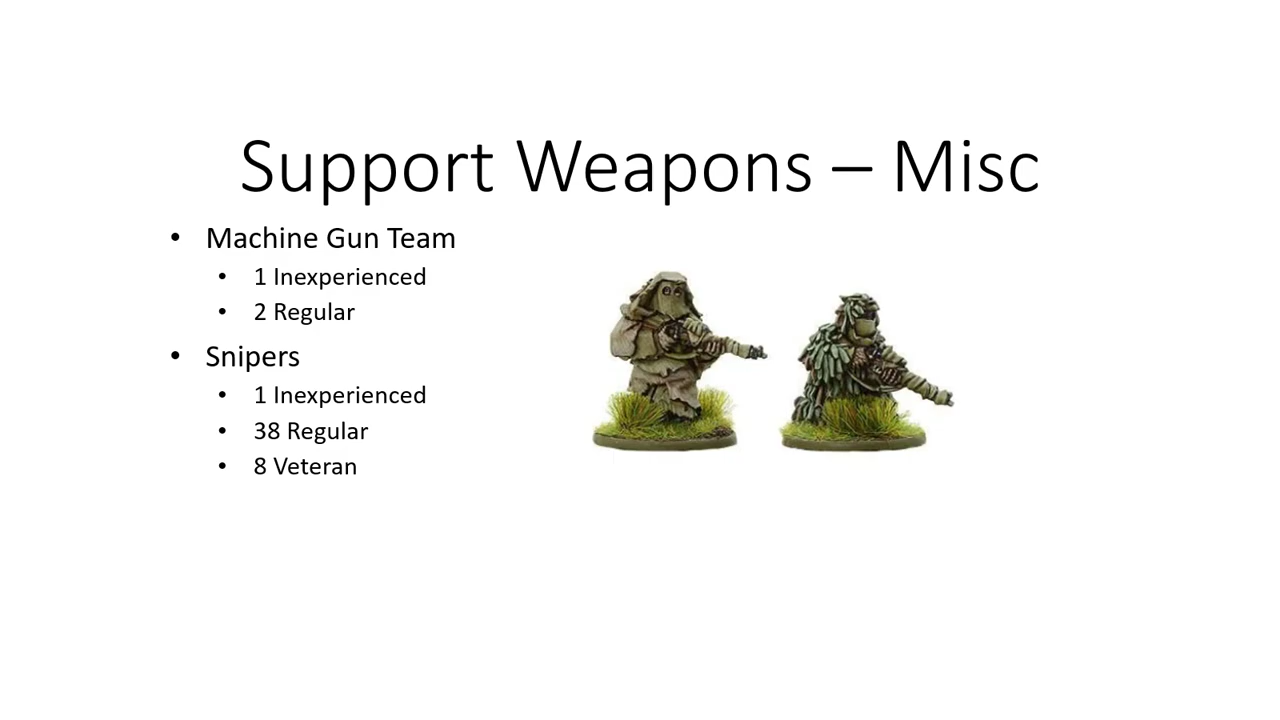 Support Weapons – Misc
• Machine Gun Team
• 1 Inexperienced
• 2 Regular
• Snipers
• 1 Inexperienced
• 38 Regular
• 8 Veteran